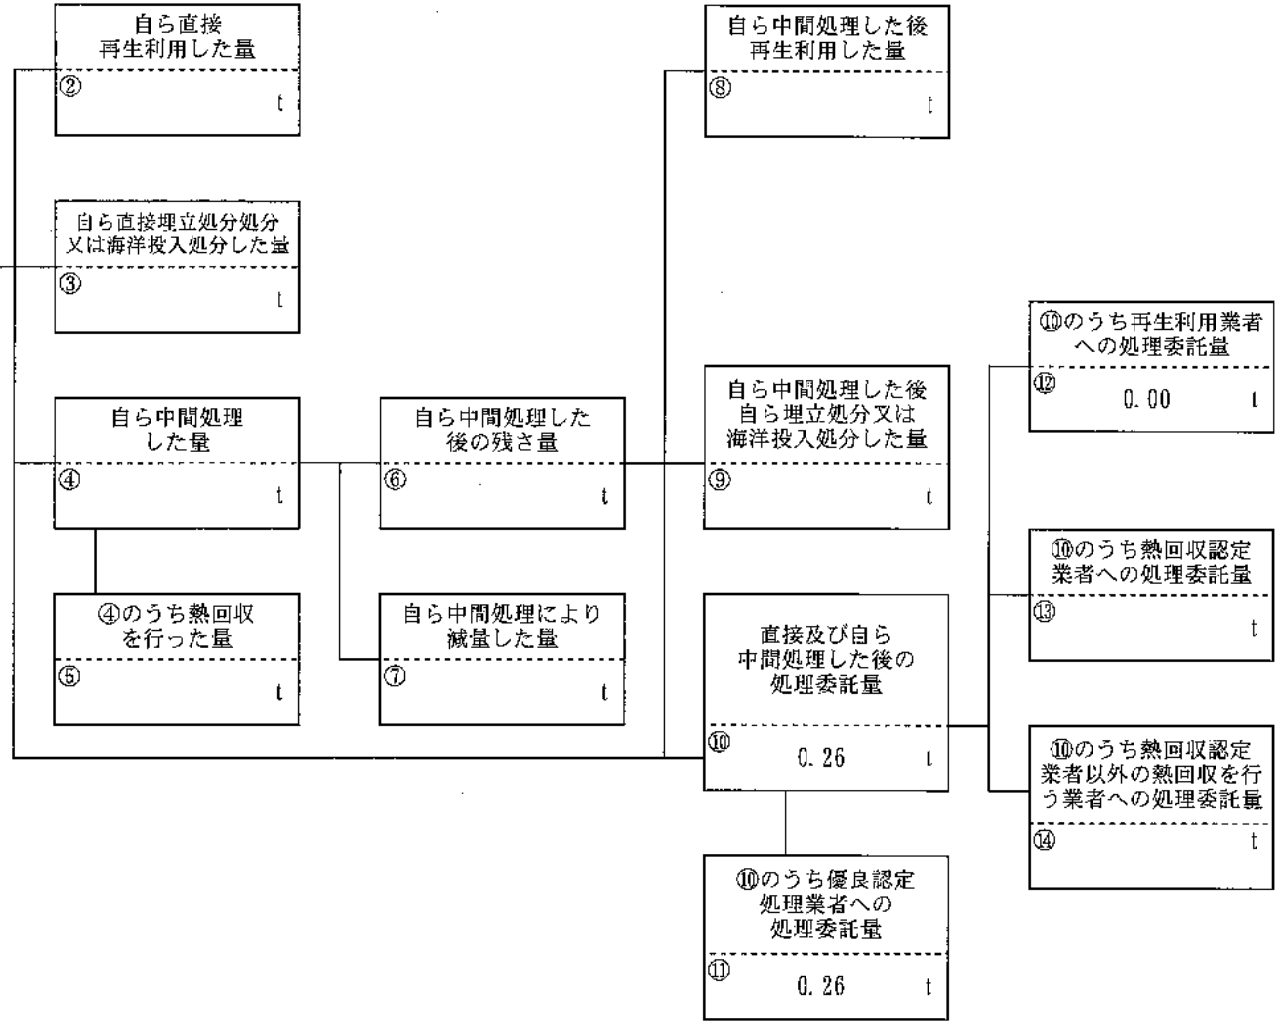 自ら直接
再生利用した量
②
t
自ら直接埋立処分処分
又は海洋投入処分した量
③
t
自ら中間処理
した量
④
t
④のうち熱回収
を行った量
⑤
t
自ら中間処理した
後の残さ量
⑥
t
自ら中間処理により
減量した量
⑦
t
自ら中間処理した後
再生利用した量
⑧
t
自ら中間処理した後
自ら埋立処分又は
海洋投入処分した量
⑨
t
直接及び自ら
中間処理した後の
処理委託量
⑩
0.26 t
⑩のうち優良認定
処理業者への
処理委託量
⑪
0.26 t
⑩のうち再生利用業者
への処理委託量
⑫
0.00 t
⑩のうち熱回収認定
業者への処理委託量
⑬
t
⑩のうち熱回収認定
業者以外の熱回収を行
う業者への処理委託量
⑭
t